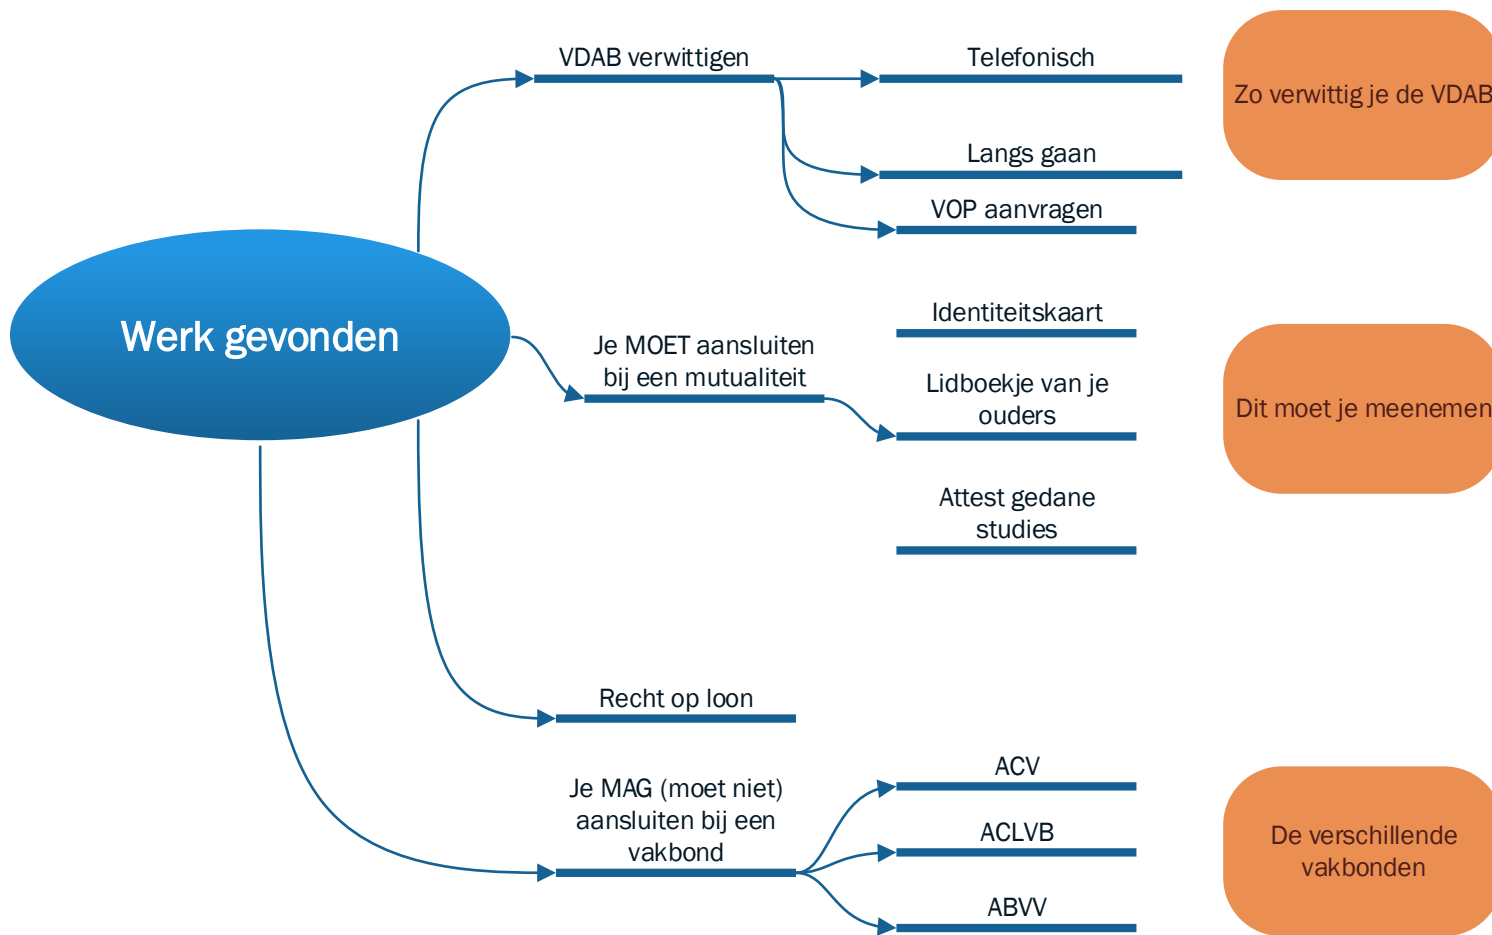 VDAB verwittigen
Telefonisch
Zo verwittig je de VDAB
Langs gaan
VOP aanvragen
Werk gevonden
Je MOET aansluiten
bij een mutualiteit
Identiteitskaart
Lidboekje van je
ouders
Attest gedane
studies
Dit moet je meenemen
Recht op loon
Je MAG (moet niet)
aansluiten bij een
vakbond
ACV
ACLVB
ABVV
De verschillende
vakbonden